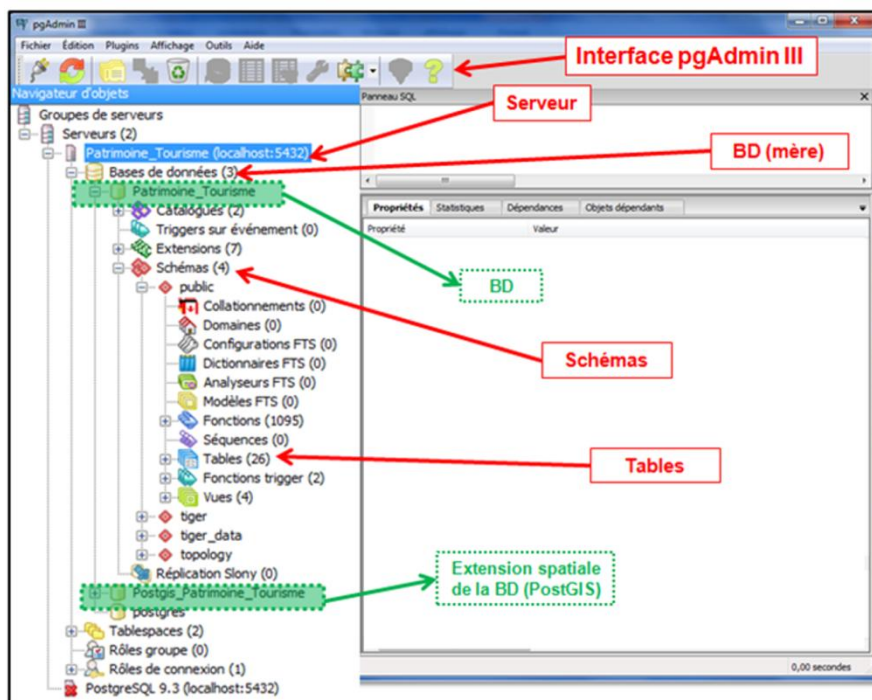 pgAdmin III
Fichier Édition Plugins Affichage Outils Aide
Interface pgAdmin III
Navigateur d'objets
Panneau SQL
Groupes de serveurs
Serveur
Serveurs (2)
Patrimoine_Tourisme (localhost:5432)
BD (mère)
Bases de données (3)
Patrimoine_Tourisme
Propriétés Statistiques Dépendances Objets dépendants
Catalogues (2)
Propriété Valeur
Triggers sur événement (0)
Extensions (7)
Schémas (4)
BD
public
Collationnements (0)
Domaines (0)
Configurations FTS (0)
Schémas
Dictionnaires FTS (0)
Analyseurs FTS (0)
Modèles FTS (0)
Fonctions (1095)
Séquences (0)
Tables (26)
Tables
Fonctions trigger (2)
Vues (4)
tiger
tiger_data
topology
Extension spatiale
de la BD (PostGIS)
Réplication Slony (0)
Postgis_Patrimoine_Tourisme
postgres
Tablespaces (2)
Rôles groupe (0)
Rôles de connexion (1)
0,00 secondes
PostgreSQL 9.3 (localhost:5432)